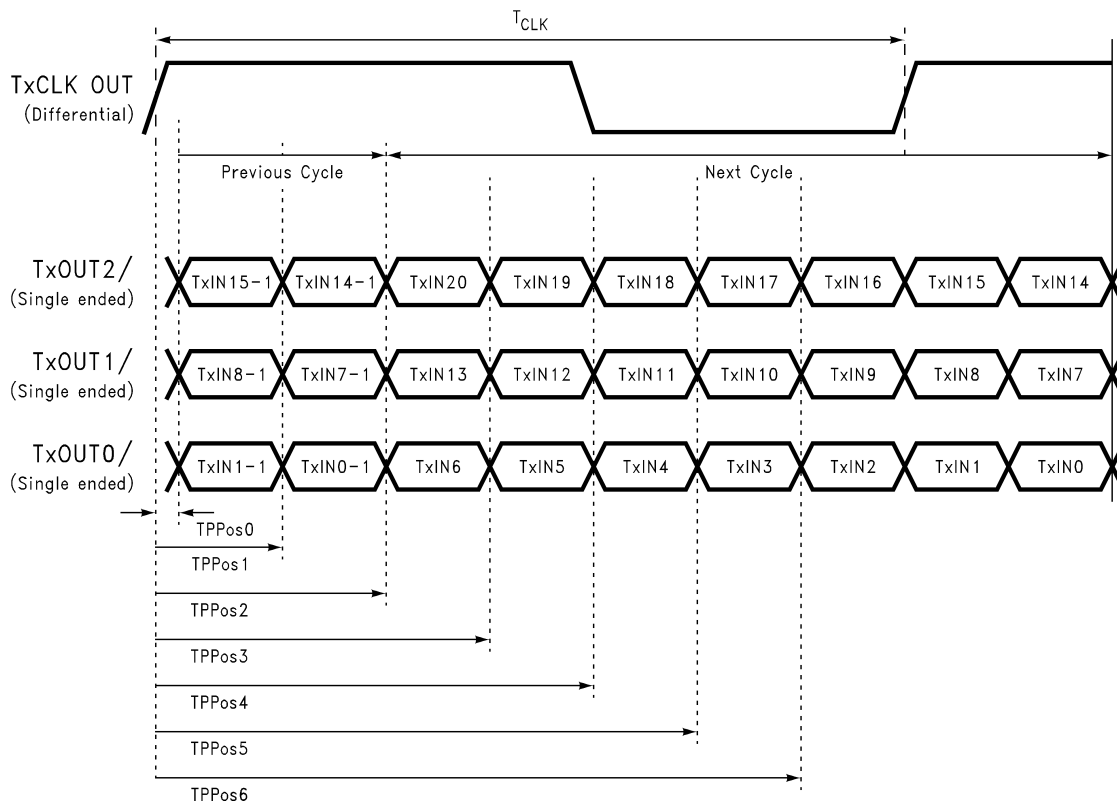 TCLK
TxCLK OUT
(Differential)
Previous Cycle Next Cycle
TxOUT2/
(Single ended)
TxIN15-1 TxIN14-1 TxIN20 TxIN19 TxIN18 TxIN17 TxIN16 TxIN15 TxIN14
TxOUT1/
(Single ended)
TxIN8-1 TxIN7-1 TxIN13 TxIN12 TxIN11 TxIN10 TxIN9 TxIN8 TxIN7
TxOUT0/
(Single ended)
TxIN1-1 TxIN0-1 TxIN6 TxIN5 TxIN4 TxIN3 TxIN2 TxIN1 TxIN0
TPPos0
TPPos1
TPPos2
TPPos3
TPPos4
TPPos5
TPPos6